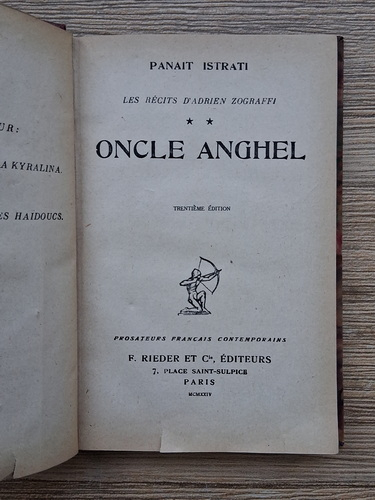 UR:
A KYRALINA.
ES HAIDOUCS.
PANAIT ISTRATI
LES RÉCITS D'ADRIEN ZOGRAFFI
★ ★
ONCLE ANGHEL
TRENTIÈME ÉDITION
PROSATEURS FRANÇAIS CONTEMPORAINS
F. RIEDER ET Cie, ÉDITEURS
7, PLACE SAINT-SULPICE
PARIS
MCMXXIV